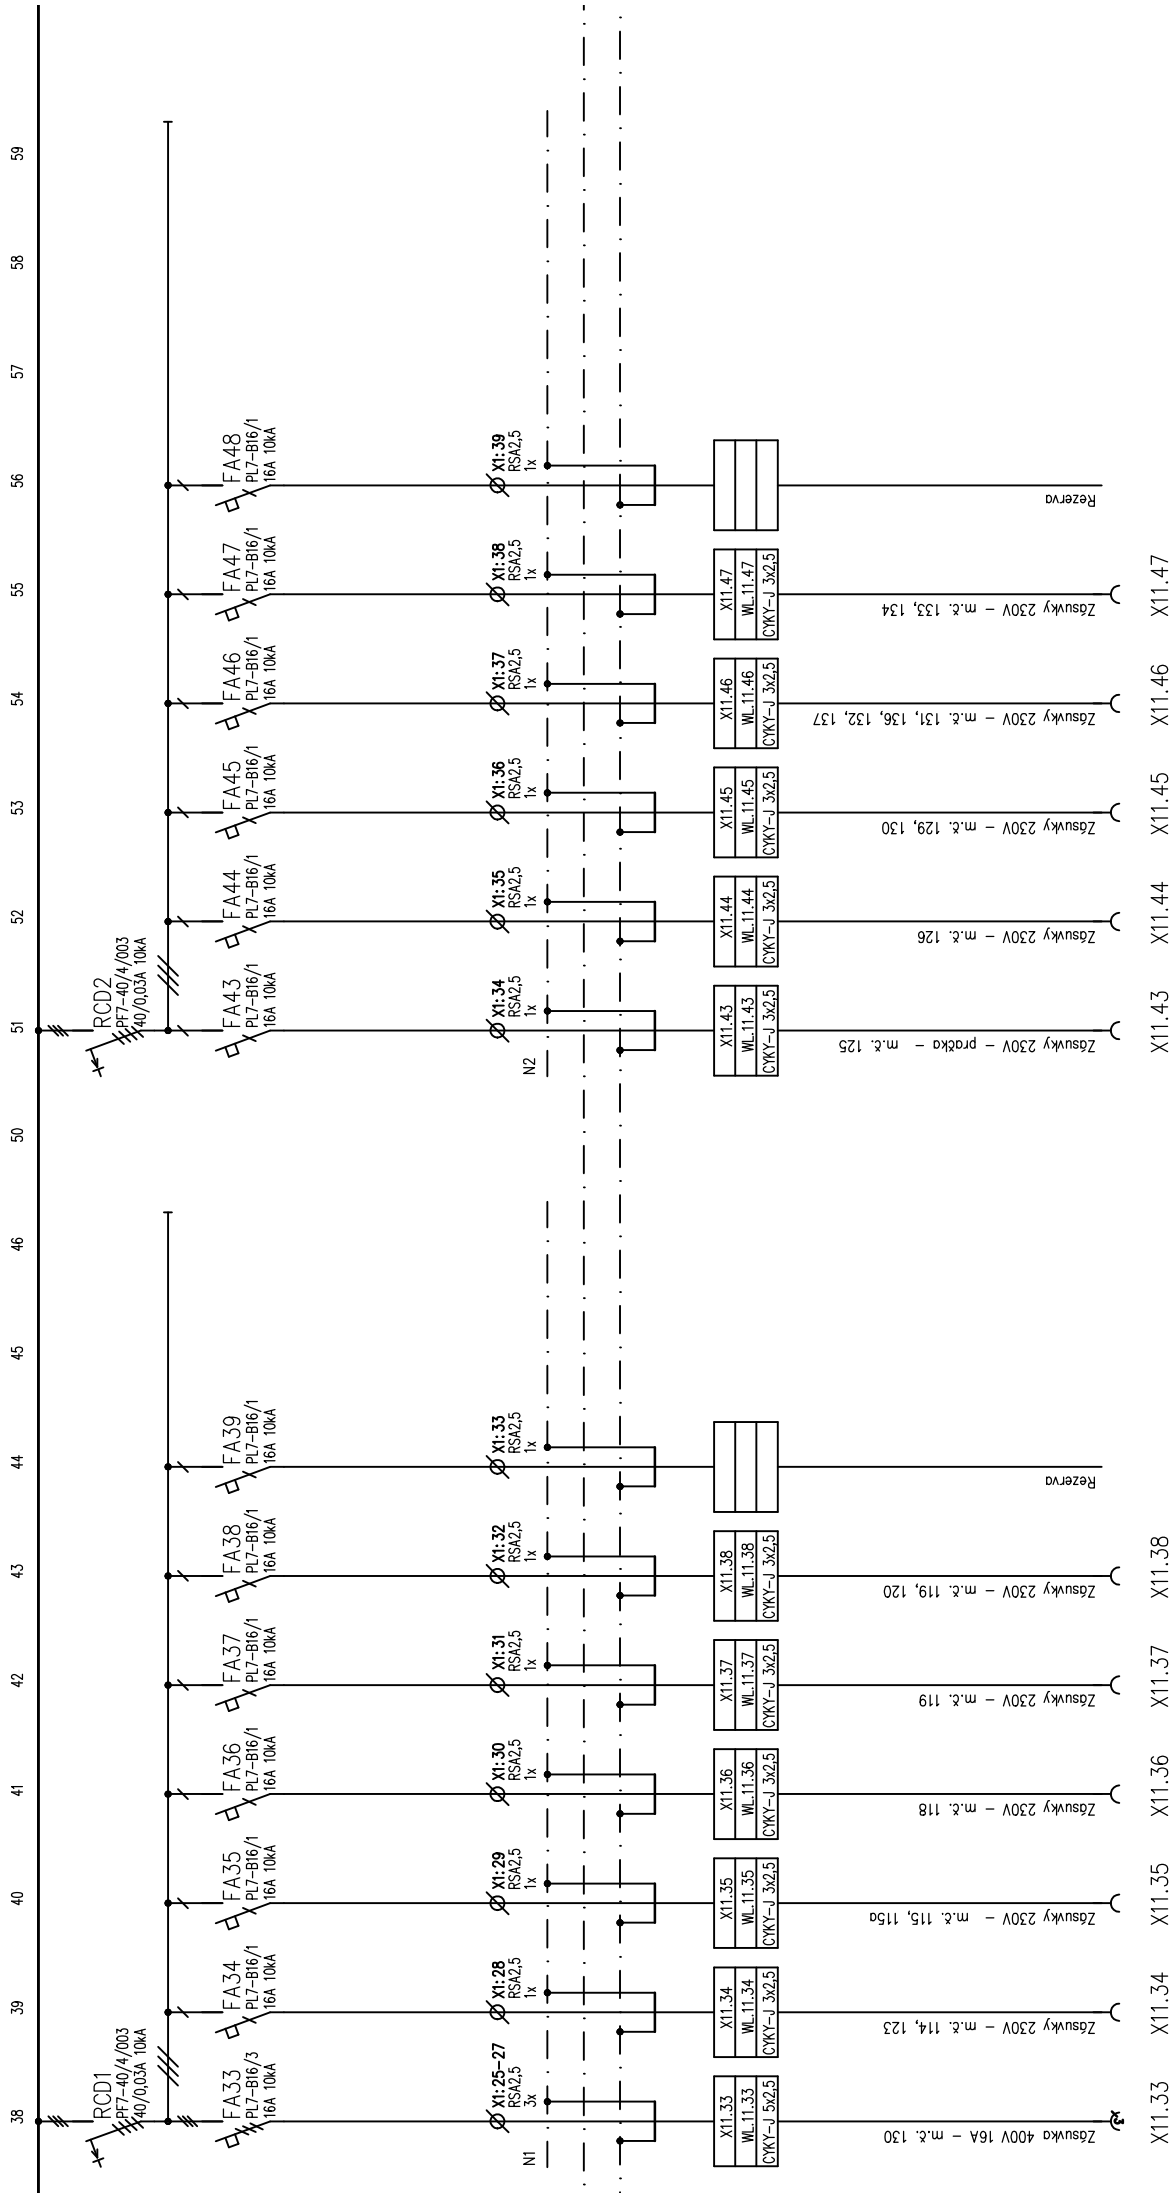 38
39
40
41
42
43
44
45
46
50
51
52
53
54
55
56
57
58
59
RCD1
PF7-40/4/003
40/0,03A 10kA
RCD2
PF7-40/4/003
40/0,03A 10kA
FA33
PL7-B16/3
16A 10kA
FA34
PL7-B16/1
16A 10kA
FA35
PL7-B16/1
16A 10kA
FA36
PL7-B16/1
16A 10kA
FA37
PL7-B16/1
16A 10kA
FA38
PL7-B16/1
16A 10kA
FA39
PL7-B16/1
16A 10kA
FA43
PL7-B16/1
16A 10kA
FA44
PL7-B16/1
16A 10kA
FA45
PL7-B16/1
16A 10kA
FA46
PL7-B16/1
16A 10kA
FA47
PL7-B16/1
16A 10kA
FA48
PL7-B16/1
16A 10kA
X1:25-27
RSA2,5
3x
X1:28
RSA2,5
1x
X1:29
RSA2,5
1x
X1:30
RSA2,5
1x
X1:31
RSA2,5
1x
X1:32
RSA2,5
1x
X1:33
RSA2,5
1x
X1:34
RSA2,5
1x
X1:35
RSA2,5
1x
X1:36
RSA2,5
1x
X1:37
RSA2,5
1x
X1:38
RSA2,5
1x
X1:39
RSA2,5
1x
N1
N2
X11.33
WL.11.33
CYKY-J 5x2,5
X11.34
WL.11.34
CYKY-J 3x2,5
X11.35
WL.11.35
CYKY-J 3x2,5
X11.36
WL.11.36
CYKY-J 3x2,5
X11.37
WL.11.37
CYKY-J 3x2,5
X11.38
WL.11.38
CYKY-J 3x2,5
X11.43
WL.11.43
CYKY-J 3x2,5
X11.44
WL.11.44
CYKY-J 3x2,5
X11.45
WL.11.45
CYKY-J 3x2,5
X11.46
WL.11.46
CYKY-J 3x2,5
X11.47
WL.11.47
CYKY-J 3x2,5
Zásuvka 400V 16A - m.č. 130
Zásuvky 230V - m.č. 114, 123
Zásuvky 230V - m.č. 115, 115a
Zásuvky 230V - m.č. 118
Zásuvky 230V - m.č. 119
Zásuvky 230V - m.č. 119, 120
Rezerva
Zásuvky 230V - pračka - m.č. 125
Zásuvky 230V - m.č. 126
Zásuvky 230V - m.č. 129, 130
Zásuvky 230V - m.č. 131, 136, 132, 137
Zásuvky 230V - m.č. 133, 134
Rezerva
x3
X11.33
X11.34
X11.35
X11.36
X11.37
X11.38
X11.43
X11.44
X11.45
X11.46
X11.47